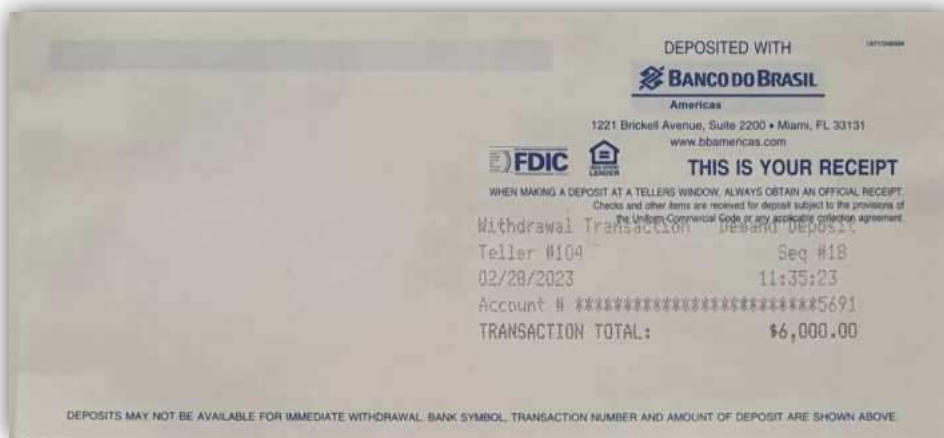 DEPOSITED WITH
BANCO DO BRASIL
Americas
1221 Brickell Avenue, Suite 2200 • Miami, FL 33131
www.bbamericas.com
FDIC
LENDER
THIS IS YOUR RECEIPT
WHEN MAKING A DEPOSIT AT A TELLERS WINDOW, ALWAYS OBTAIN AN OFFICIAL RECEIPT.
Checks and other items are received for deposit subject to the provisions of
the Uniform Commercial Code or any applicable collection agreement.
Withdrawal Transaction Demand Deposit
Teller #104 Seq #18
02/28/2023 11:35:23
Account # *************************5691
TRANSACTION TOTAL: $6,000.00
DEPOSITS MAY NOT BE AVAILABLE FOR IMMEDIATE WITHDRAWAL. BANK SYMBOL, TRANSACTION NUMBER AND AMOUNT OF DEPOSIT ARE SHOWN ABOVE.